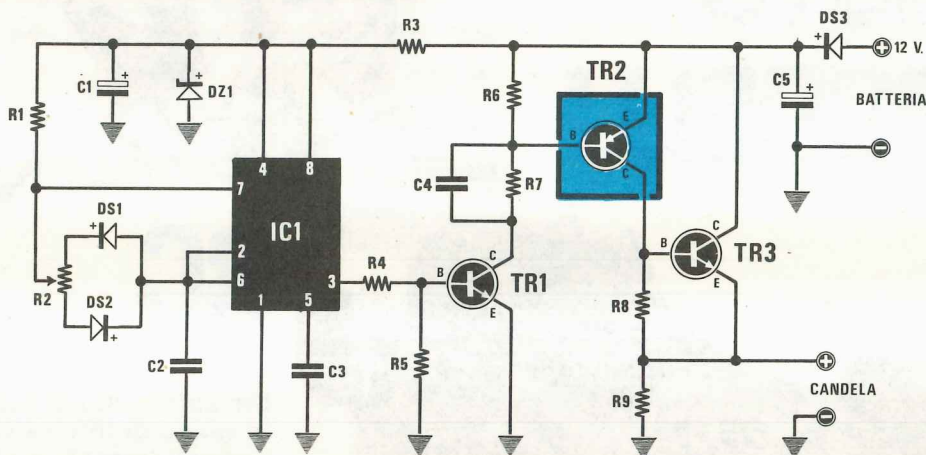 R3
DS3
+
12 V.
C1
+
DZ1
R1
R6
TR2
E
B
C
C5
+
BATTERIA
-
4
8
7
C4
R7
DS1
+
IC1
2
6
3
R4
B
C
TR1
E
B
C
TR3
E
R2
DS2
+
1
5
R8
+
C2
C3
R5
R9
CANDELA
-